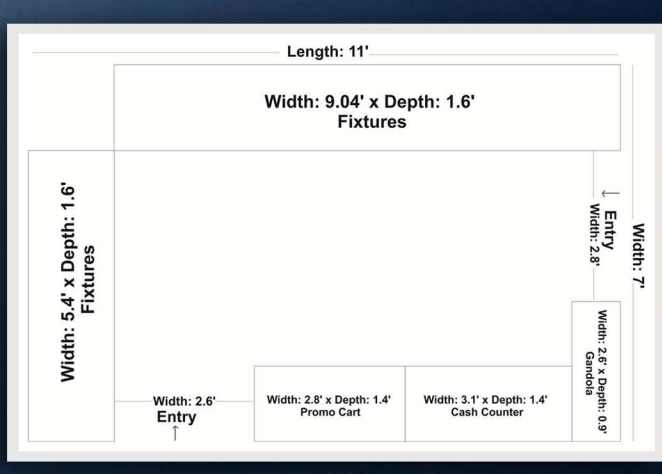 Length: 11'
Width: 9.04' x Depth: 1.6'
Fixtures
Width: 5.4' x Depth: 1.6'
Fixtures
Entry
Width: 2.8'
Width: 7'
Width: 2.6' x Depth: 0.9'
Gandola
Width: 2.6'
Entry
Width: 2.8' x Depth: 1.4'
Promo Cart
Width: 3.1' x Depth: 1.4'
Cash Counter